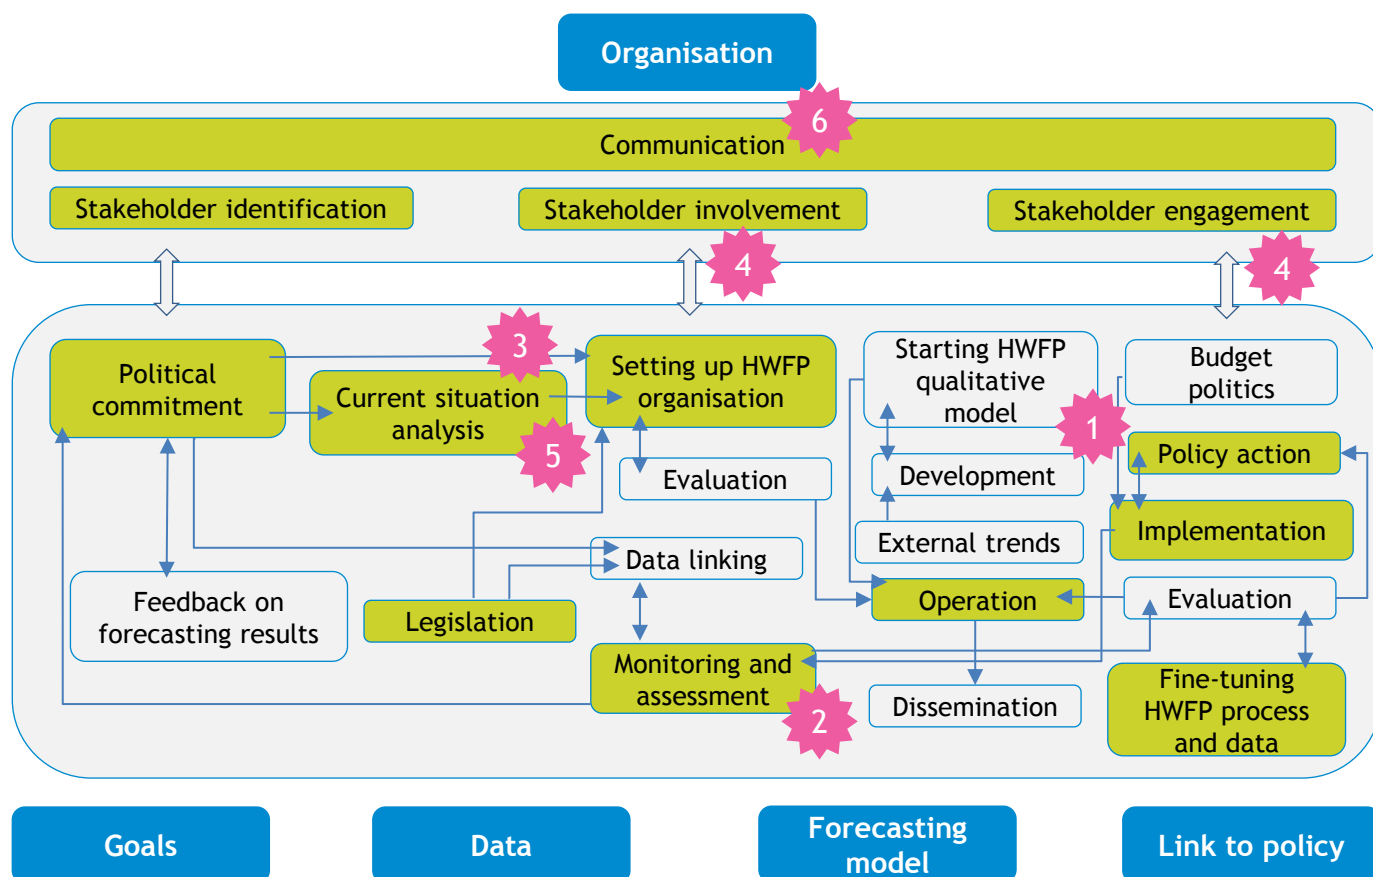 Organisation
6
Communication
Stakeholder identification
Stakeholder involvement
Stakeholder engagement
4
4
Political
commitment
3
Current situation
analysis
5
Setting up HWFP
organisation
Starting HWFP
qualitative
model
1
Budget
politics
Policy action
Evaluation
Development
Implementation
Data linking
External trends
Feedback on
forecasting results
Legislation
Operation
Evaluation
Monitoring and
assessment
2
Dissemination
Fine-tuning
HWFP process
and data
Goals
Data
Forecasting
model
Link to policy